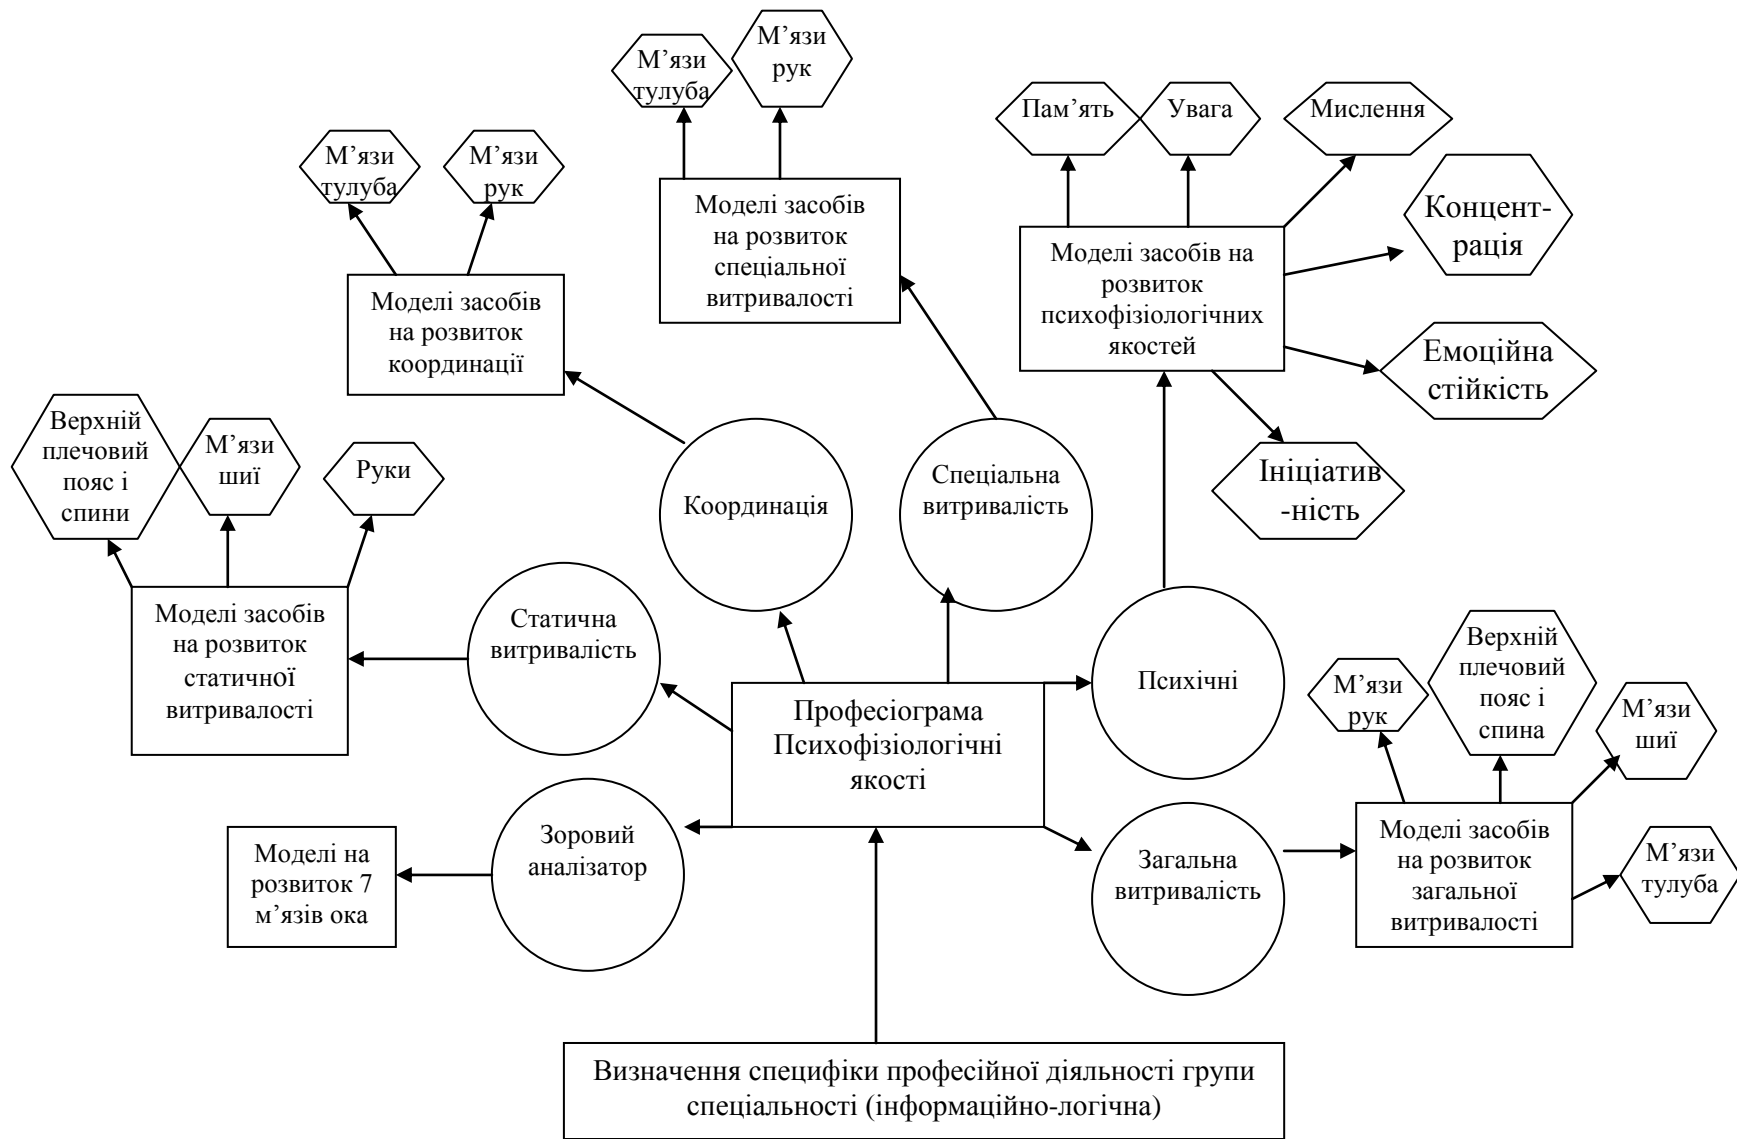 М’язи
тулуба
М’язи
рук
М’язи
тулуба
М’язи
рук
Пам’ять
Увага
Мислення
Концент-
рація
Моделі засобів
на розвиток
спеціальної
витривалості
Моделі засобів на
розвиток
психофізіологічних
якостей
Моделі засобів
на розвиток
координації
Емоційна
стійкість
Верхній
плечовий
пояс і
спини
М’язи
шиї
Руки
Координація
Спеціальна
витривалість
Ініціатив
-ність
Моделі засобів
на розвиток
статичної
витривалості
Статична
витривалість
Професіограма
Психофізіологічні
якості
Психічні
М’язи
рук
Верхній
плечовий
пояс і
спина
М’язи
шиї
Моделі на
розвиток 7
м’язів ока
Зоровий
аналізатор
Загальна
витривалість
Моделі засобів
на розвиток
загальної
витривалості
М’язи
тулуба
Визначення специфіки професійної діяльності групи
спеціальності (інформаційно-логічна)